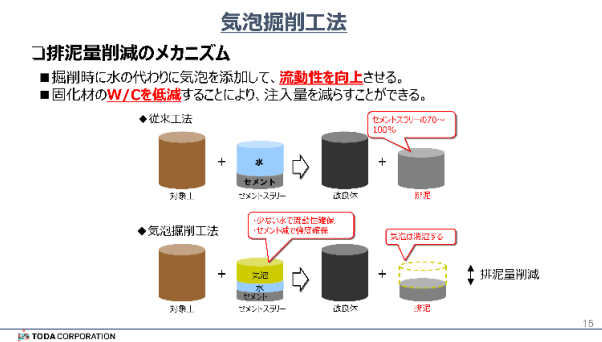 気泡掘削工法
❑排泥量削減のメカニズム
■掘削時に水の代わりに気泡を添加して、流動性を向上させる。
■固化材のW/Cを低減することにより、注入量を減らすことができる。
◆従来工法
セメントスラリーの70～
100%
水
セメント
+
+
対象土
セメントスラリー
改良体
排泥
◆気泡掘削工法
・少ない水で流動性確保
・セメント減で強度確保
気泡は消泡する
気泡
水
セメント
+
+
排泥量削減
対象土
セメントスラリー
改良体
排泥
15
TODA CORPORATION